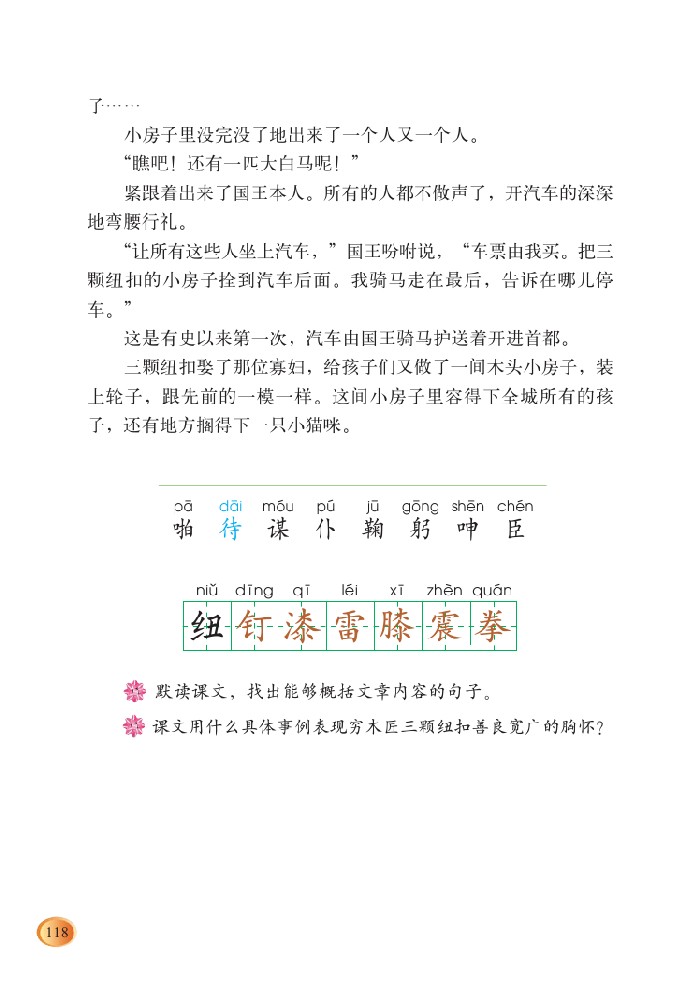 了……
小房子里没完没了地出来了一个人又一个人。
“瞧吧！还有一匹大白马呢！”
紧跟着出来了国王本人。所有的人都不做声了，开汽车的深深
地弯腰行礼。
“让所有这些人坐上汽车，”国王吩咐说，“车票由我买。把三
颗纽扣的小房子拴到汽车后面。我骑马走在最后，告诉在哪儿停
车。”
这是有史以来第一次，汽车由国王骑马护送着开进首都。
三颗纽扣娶了那位寡妇，给孩子们又做了一间木头小房子，装
上轮子，跟先前的一模一样。这间小房子里容得下全城所有的孩
子，还有地方搁得下一只小猫咪。
pā dāi móu pú jū gōng shēn chén
啪 待 谋 仆 鞠 躬 呻 臣
niǔ dīng qī léi xī zhèn quán
纽 钉 漆 雷 膝 震 拳
默读课文，找出能够概括文章内容的句子。
课文用什么具体事例表现穷木匠三颗纽扣善良宽广的胸怀？
118